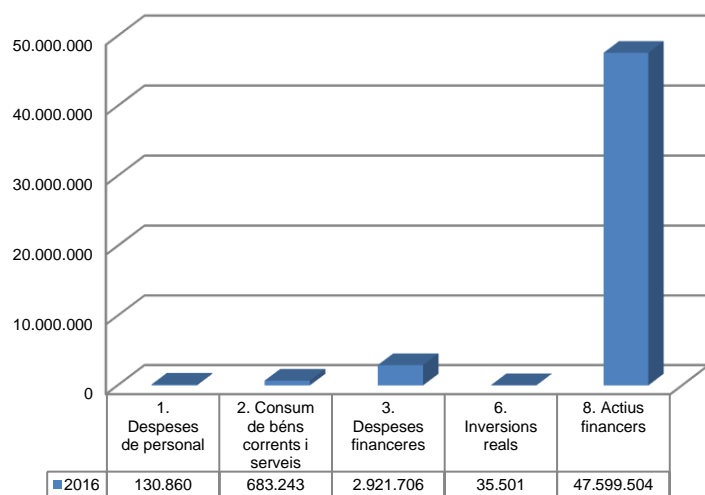 50.000.000
40.000.000
30.000.000
20.000.000
10.000.000
0
1.
Despeses
de personal
2. Consum
de béns
corrents i
serveis
3.
Despeses
financeres
6.
Inversions
reals
8. Actius
financers
2016 130.860 683.243 2.921.706 35.501 47.599.504